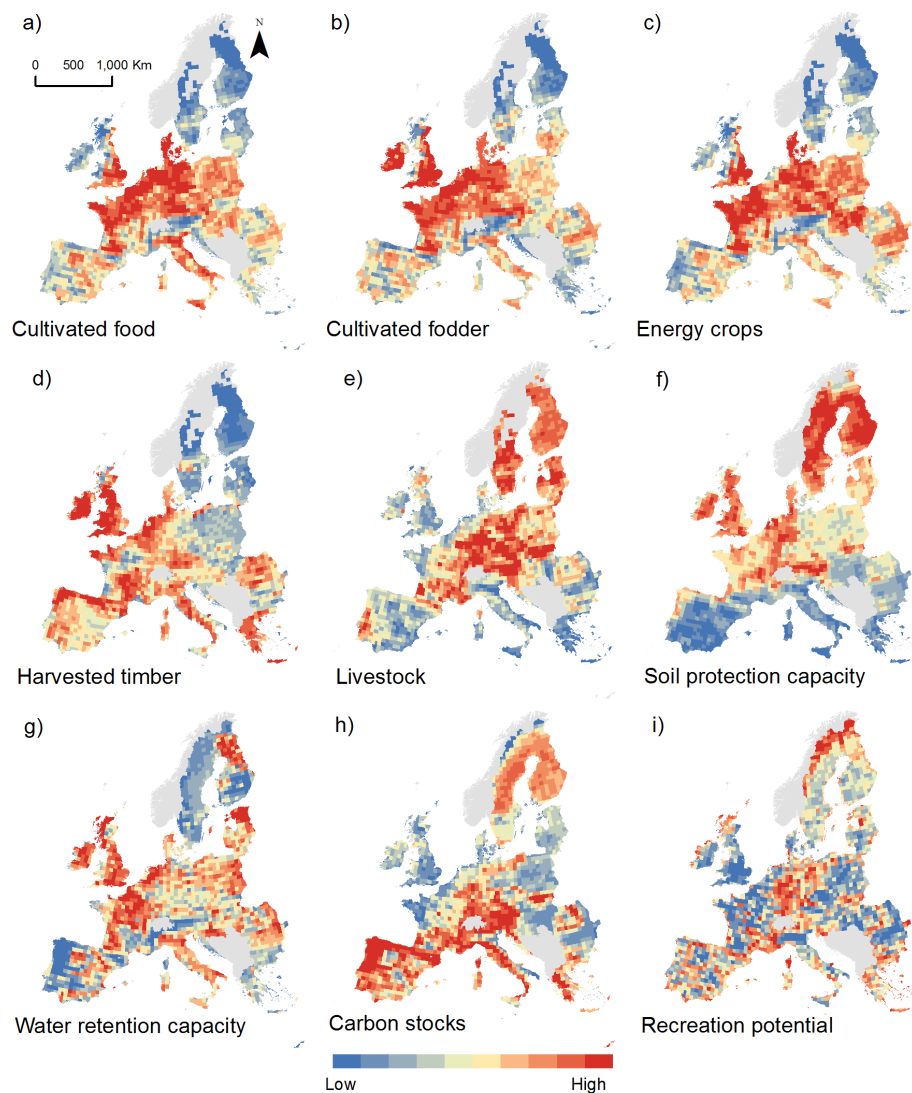 a)
b)
c)
N
0 500 1,000 Km
Cultivated food
Cultivated fodder
Energy crops
d)
e)
f)
Harvested timber
Livestock
Soil protection capacity
g)
h)
i)
Water retention capacity
Carbon stocks
Recreation potential
Low
High